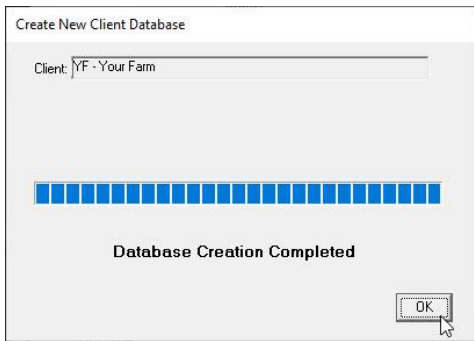 Create New Client Database
Client: YF - Your Farm
Database Creation Completed
OK